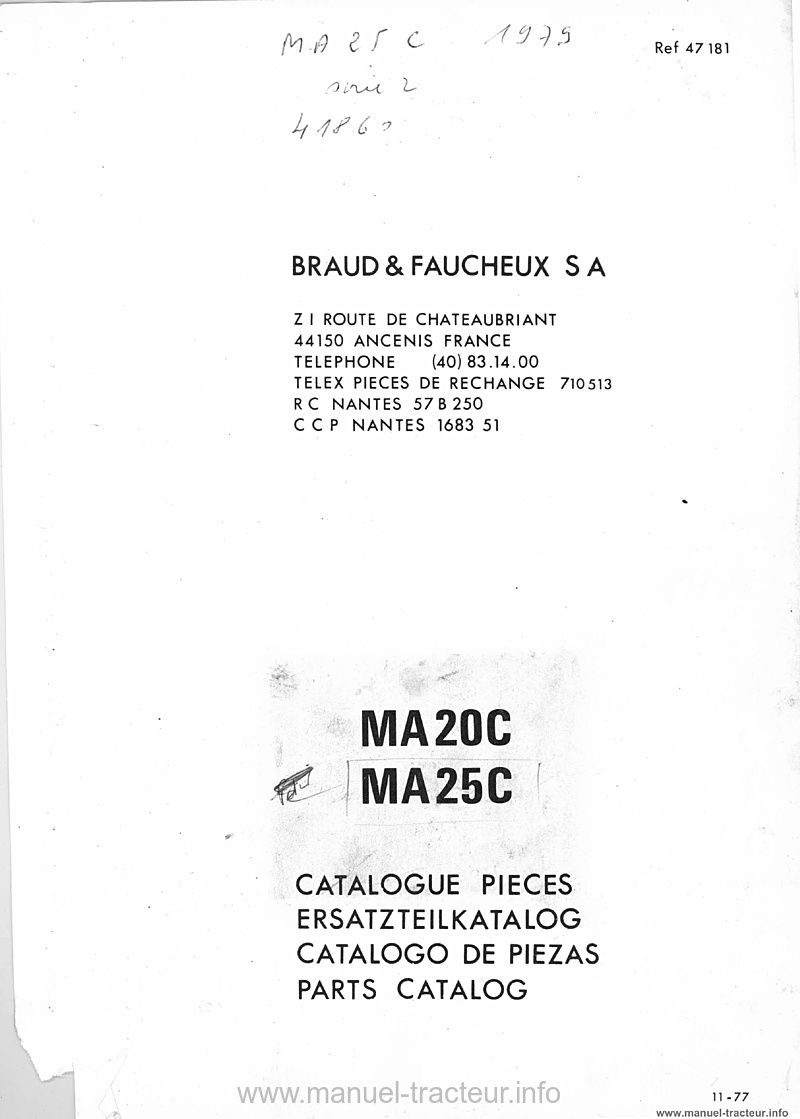 MA 25 C 1979
Ref 47 181
serie 2
4186
BRAUD & FAUCHEUX S A
Z I ROUTE DE CHATEAUBRIANT
44150 ANCENIS FRANCE
TELEPHONE (40) 83.14.00
TELEX PIECES DE RECHANGE 710 513
R C NANTES 57 B 250
C C P NANTES 1683 51
MA20C
MA25C
CATALOGUE PIECES
ERSATZTEILKATALOG
CATALOGO DE PIEZAS
PARTS CATALOG
www.manuel-tracteur.info
11-77
www.manuel-tracteur.info